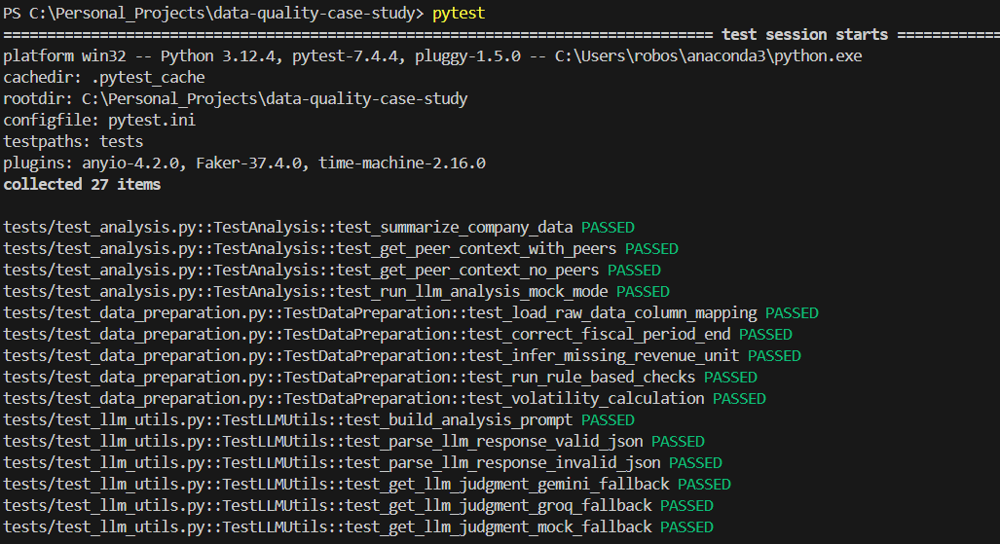 PS C:\Personal_Projects\data-quality-case-study> pytest
================================================================================= test session starts ============
platform win32 -- Python 3.12.4, pytest-7.4.4, pluggy-1.5.0 -- C:\Users\robos\anaconda3\python.exe
cachedir: .pytest_cache
rootdir: C:\Personal_Projects\data-quality-case-study
configfile: pytest.ini
testpaths: tests
plugins: anyio-4.2.0, Faker-37.4.0, time-machine-2.16.0
collected 27 items
tests/test_analysis.py::TestAnalysis::test_summarize_company_data PASSED
tests/test_analysis.py::TestAnalysis::test_get_peer_context_with_peers PASSED
tests/test_analysis.py::TestAnalysis::test_get_peer_context_no_peers PASSED
tests/test_analysis.py::TestAnalysis::test_run_llm_analysis_mock_mode PASSED
tests/test_data_preparation.py::TestDataPreparation::test_load_raw_data_column_mapping PASSED
tests/test_data_preparation.py::TestDataPreparation::test_correct_fiscal_period_end PASSED
tests/test_data_preparation.py::TestDataPreparation::test_infer_missing_revenue_unit PASSED
tests/test_data_preparation.py::TestDataPreparation::test_run_rule_based_checks PASSED
tests/test_data_preparation.py::TestDataPreparation::test_volatility_calculation PASSED
tests/test_llm_utils.py::TestLLMUtils::test_build_analysis_prompt PASSED
tests/test_llm_utils.py::TestLLMUtils::test_parse_llm_response_valid_json PASSED
tests/test_llm_utils.py::TestLLMUtils::test_parse_llm_response_invalid_json PASSED
tests/test_llm_utils.py::TestLLMUtils::test_get_llm_judgment_gemini_fallback PASSED
tests/test_llm_utils.py::TestLLMUtils::test_get_llm_judgment_groq_fallback PASSED
tests/test_llm_utils.py::TestLLMUtils::test_get_llm_judgment_mock_fallback PASSED